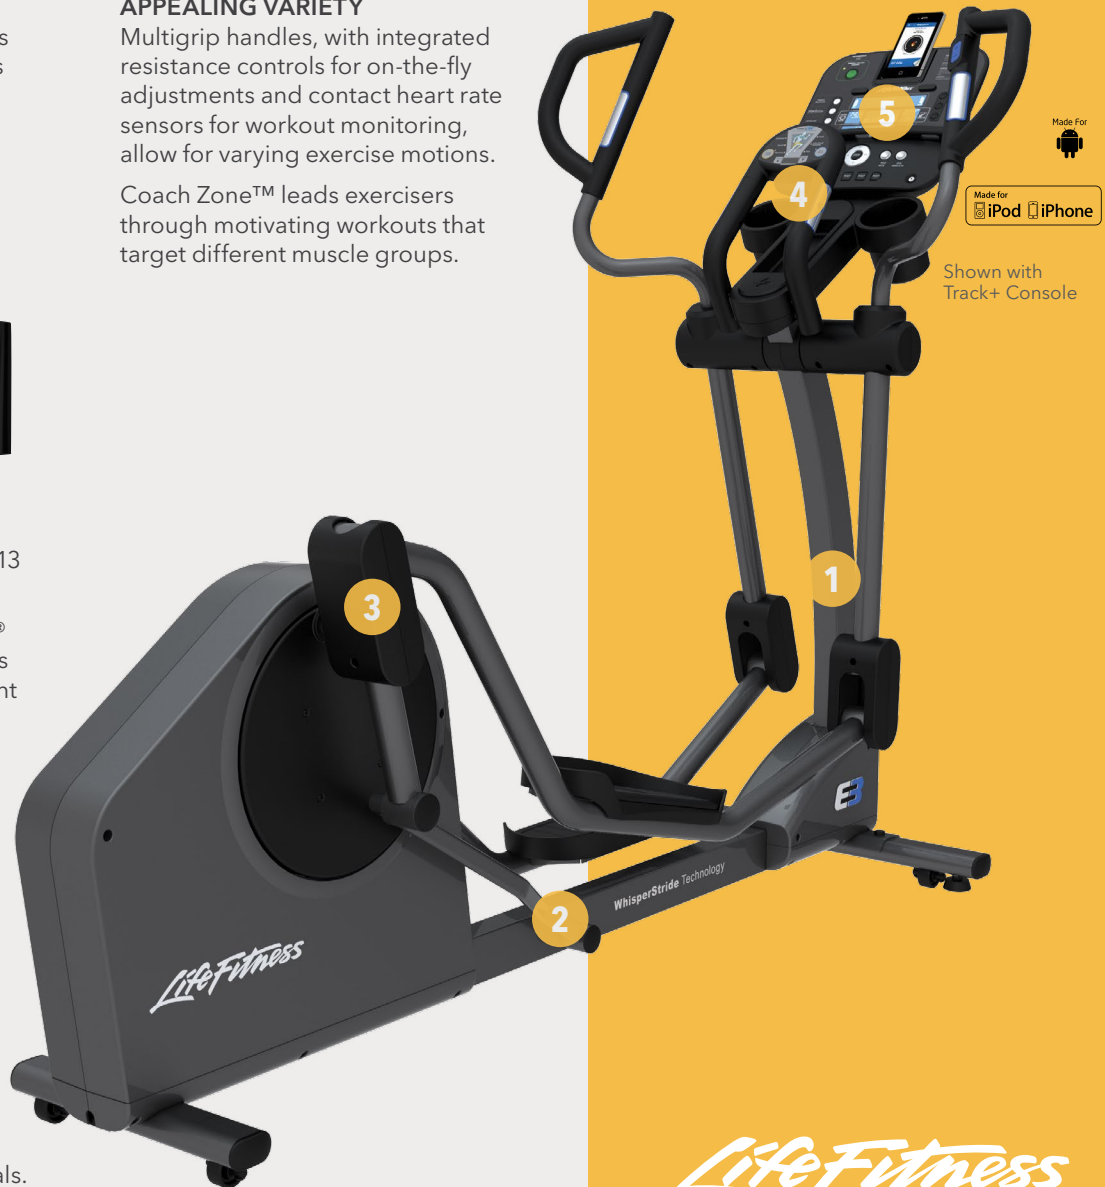 APPEALING VARIETY
Multigrip handles, with integrated
resistance controls for on-the-fly
adjustments and contact heart rate
sensors for workout monitoring,
allow for varying exercise motions.
Coach Zone™ leads exercisers
through motivating workouts that
target different muscle groups.
s
s
13
®
s
nt
als.
5
4
Made For
Made for
iPod iPhone
Shown with
Track+ Console
1
3
E3
2
WhisperStride Technology
LifeFitness
LifeFitness